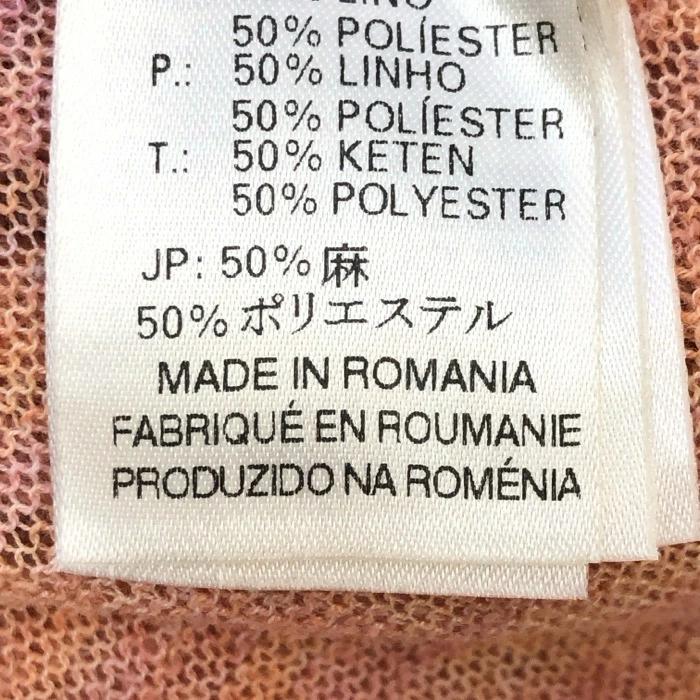 LINO
50% POLÍESTER
P.: 50% LINHO
50% POLÍESTER
T.: 50% KETEN
50% POLYESTER
JP: 50% 麻
50% ポリエステル
MADE IN ROMANIA
FABRIQUÉ EN ROUMANIE
PRODUZIDO NA ROMÉNIA